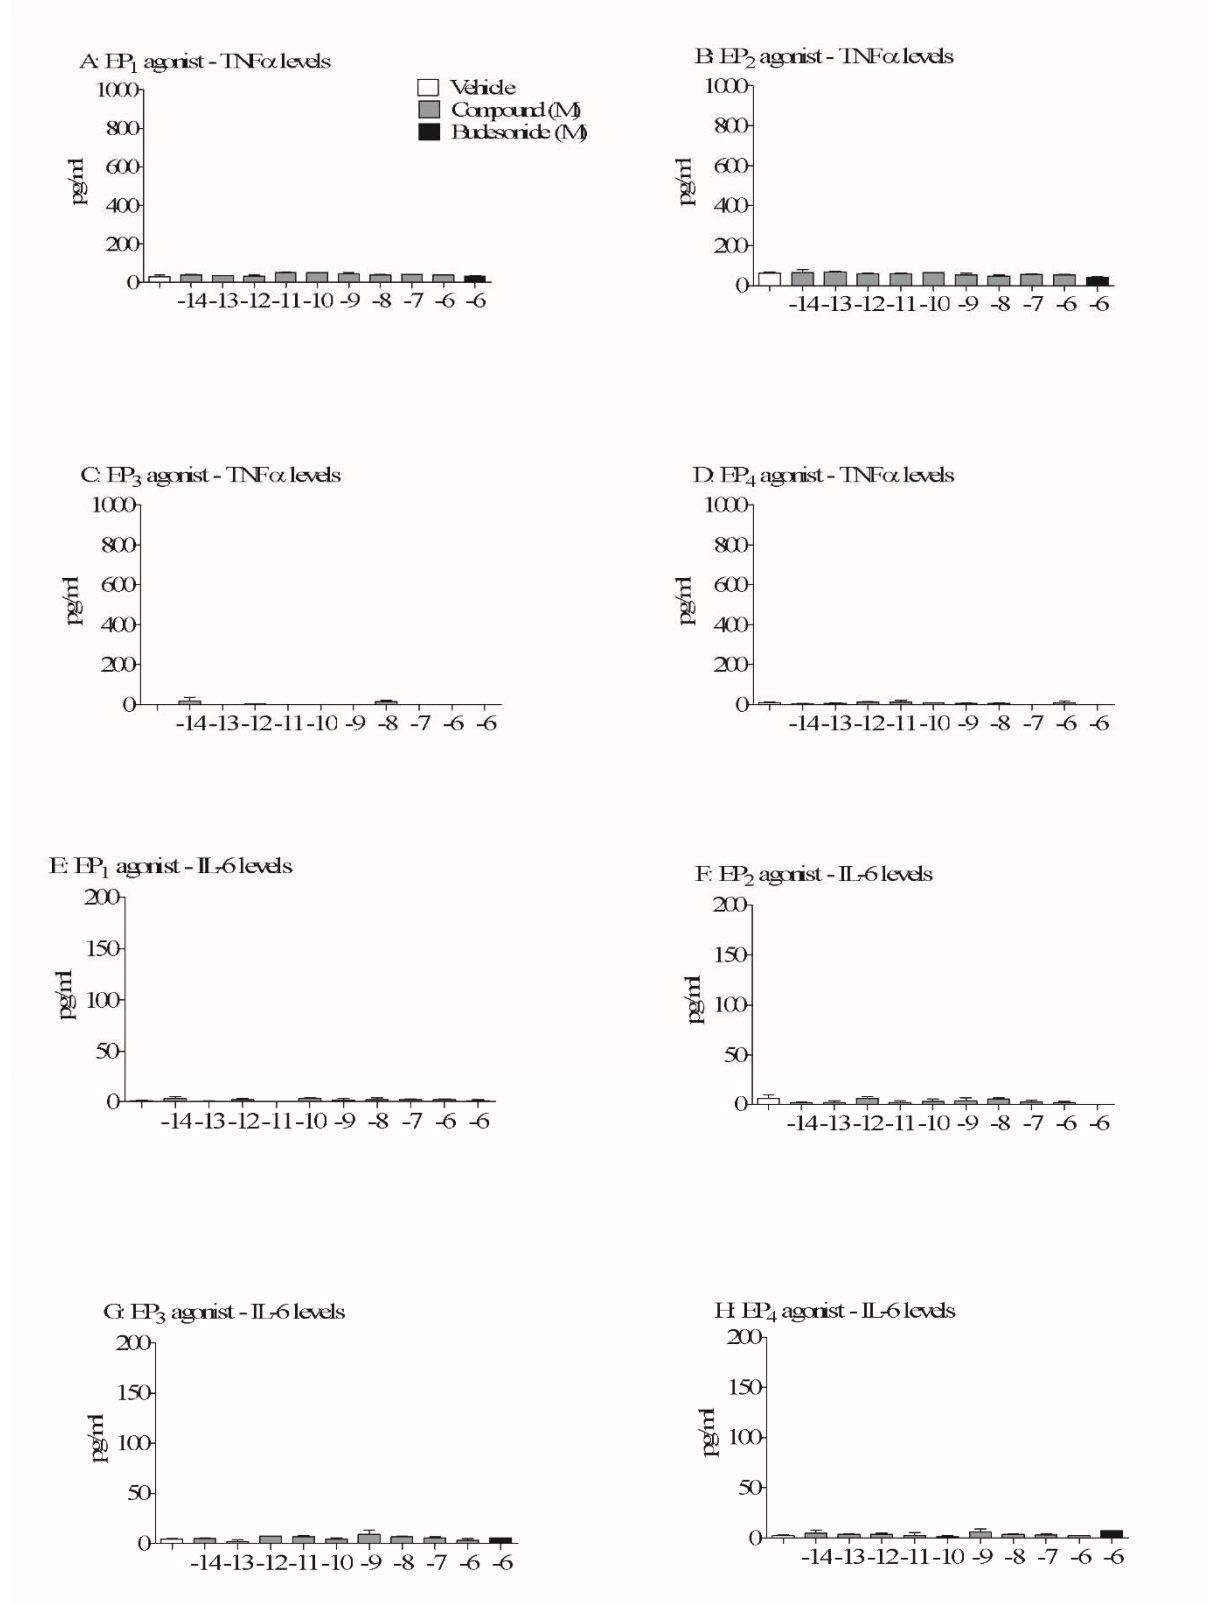 A: EP1 agonist - TNFα levels
1000
800
600
400
200
0
pg/ml
Vehicle
Compound (M)
Budesonide (M)
-14 -13 -12 -11 -10 -9 -8 -7 -6 -6
B: EP2 agonist - TNFα levels
1000
800
600
400
200
0
pg/ml
-14 -13 -12 -11 -10 -9 -8 -7 -6 -6
C: EP3 agonist - TNFα levels
1000
800
600
400
200
0
pg/ml
-14 -13 -12 -11 -10 -9 -8 -7 -6 -6
D: EP4 agonist - TNFα levels
1000
800
600
400
200
0
pg/ml
-14 -13 -12 -11 -10 -9 -8 -7 -6 -6
E: EP1 agonist - IL-6 levels
200
150
100
50
0
pg/ml
-14 -13 -12 -11 -10 -9 -8 -7 -6 -6
F: EP2 agonist - IL-6 levels
200
150
100
50
0
pg/ml
-14 -13 -12 -11 -10 -9 -8 -7 -6 -6
G: EP3 agonist - IL-6 levels
200
150
100
50
0
pg/ml
-14 -13 -12 -11 -10 -9 -8 -7 -6 -6
H: EP4 agonist - IL-6 levels
200
150
100
50
0
pg/ml
-14 -13 -12 -11 -10 -9 -8 -7 -6 -6